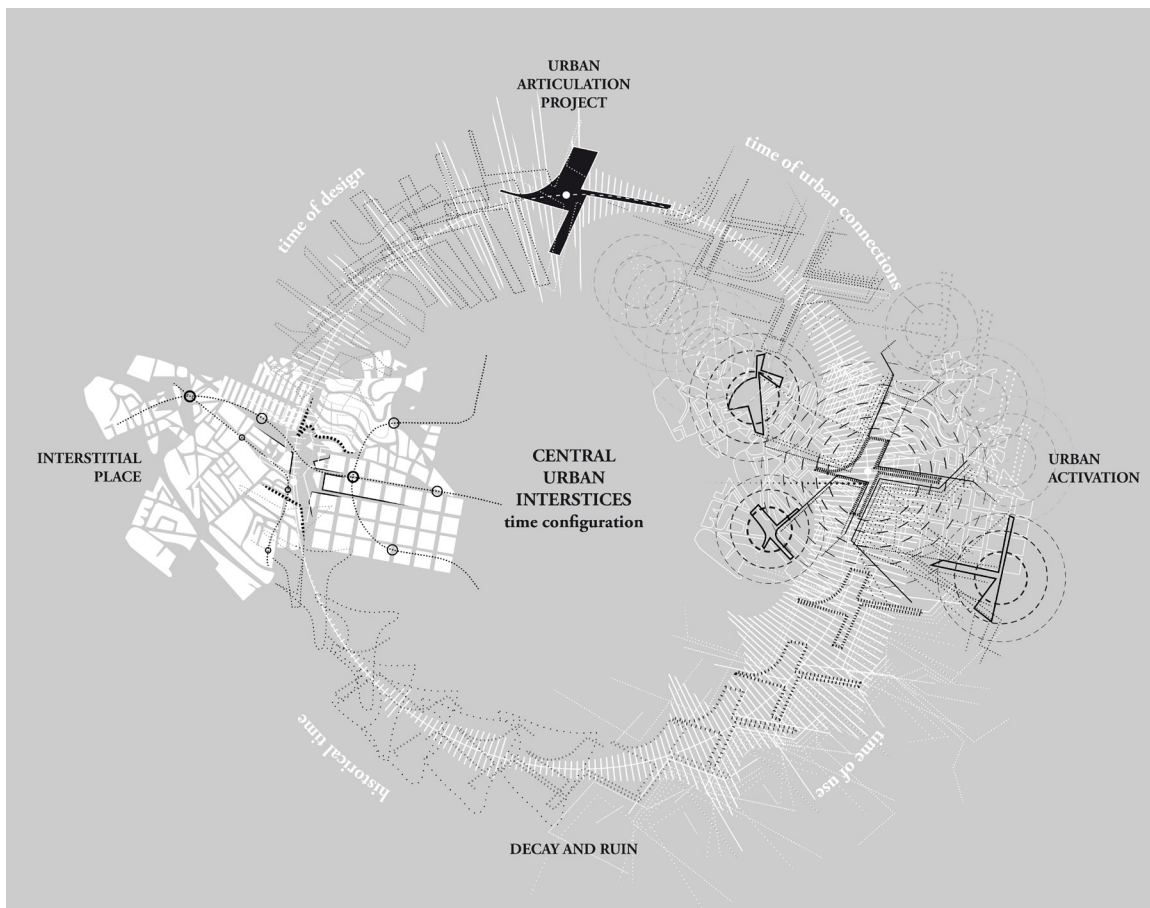 URBAN
ARTICULATION
PROJECT
time of design
time of urban connections
INTERSTITIAL
PLACE
CENTRAL
URBAN
INTERSTICES
time configuration
URBAN
ACTIVATION
historical time
time of use
DECAY AND RUIN